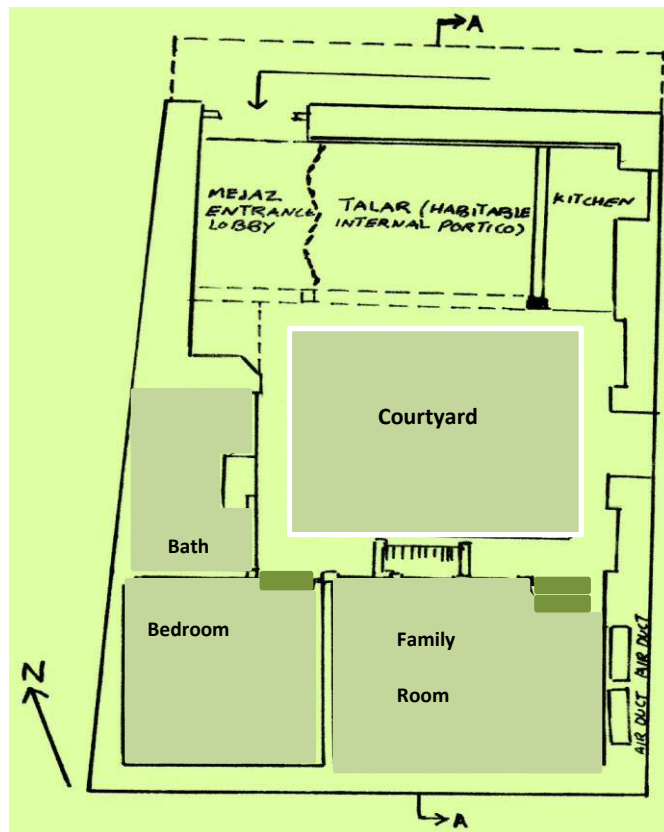 A
MEJAZ
ENTRANCE
LOBBY
TALAR (HABITABLE
INTERNAL PORTICO)
KITCHEN
Courtyard
Bath
Bedroom
Family
Room
AIR DUCT
AIR DUCT
N
A